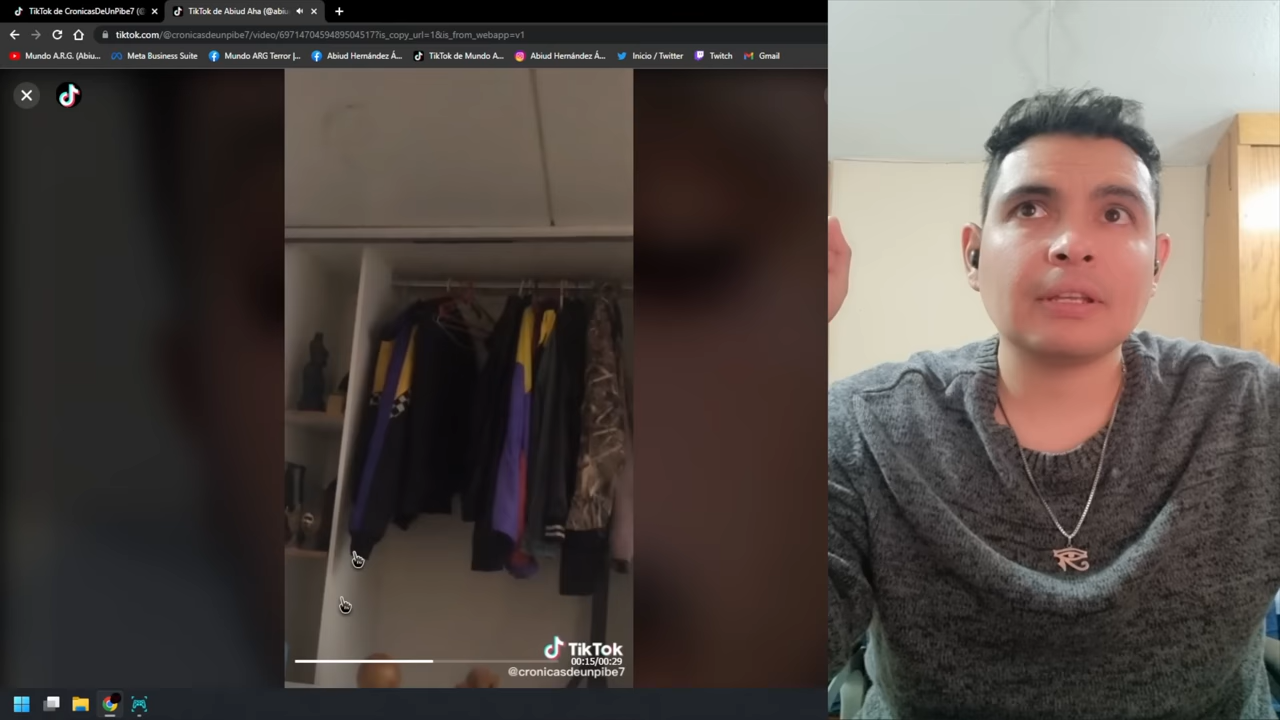 TikTok de CronicasDeUnPibe7 (
TikTok de Abiud Aha (@abiu
tiktok.com/@cronicasdeunpibe7/video/6971470459489504517?is_copy_url=1&is_from_webapp=v1
Mundo A.R.G. (Abiu...
Meta Business Suite
Mundo ARG Terror |...
Abiud Hernández Á...
TikTok de Mundo A...
Abiud Hernández Á...
Inicio / Twitter
Twitch
Gmail
TikTok
00:15/00:29
@cronicasdeunpibe7